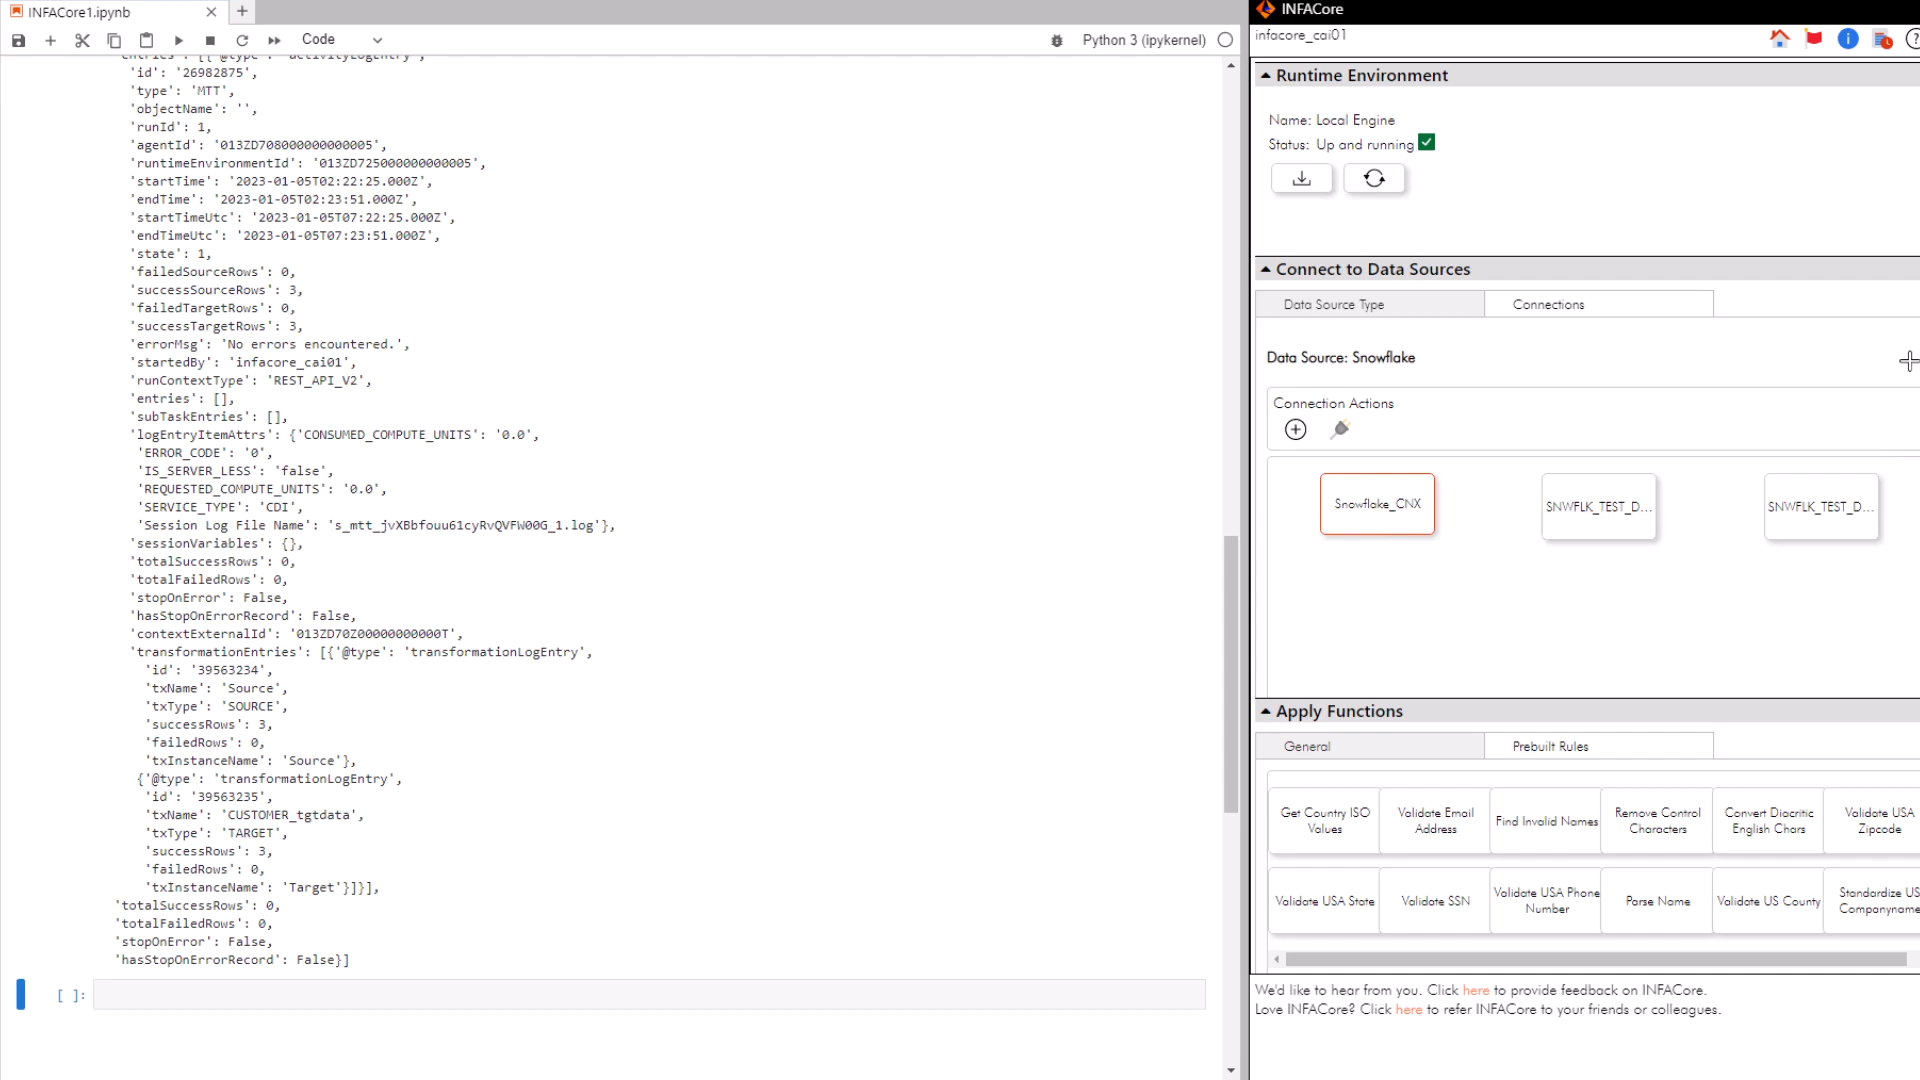 INFACore1.ipynb
Code
Python 3 (ipykernel)
'entries': [{'@type': 'activityLogEntry',
'id': '26982875',
'type': 'MTT',
'objectName': '',
'runId': 1,
'agentId': '013ZD708000000000005',
'runtimeEnvironmentId': '013ZD725000000000005',
'startTime': '2023-01-05T02:22:25.000Z',
'endTime': '2023-01-05T02:23:51.000Z',
'startTimeUtc': '2023-01-05T07:22:25.000Z',
'endTimeUtc': '2023-01-05T07:23:51.000Z',
'state': 1,
'failedSourceRows': 0,
'successSourceRows': 3,
'failedTargetRows': 0,
'successTargetRows': 3,
'errorMsg': 'No errors encountered.',
'startedBy': 'infacore_cai01',
'runContextType': 'REST_API_V2',
'entries': [],
'subTaskEntries': [],
'logEntryItemAttrs': {'CONSUMED_COMPUTE_UNITS': '0.0',
'ERROR_CODE': '0',
'IS_SERVER_LESS': 'false',
'REQUESTED_COMPUTE_UNITS': '0.0',
'SERVICE_TYPE': 'CDI',
'Session Log File Name': 's_mtt_jvXBbfouu61cyRvQVFW00G_1.log'},
'sessionVariables': {},
'totalSuccessRows': 0,
'totalFailedRows': 0,
'stopOnError': False,
'hasStopOnErrorRecord': False,
'contextExternalId': '013ZD70Z00000000000T',
'transformationEntries': [{'@type': 'transformationLogEntry',
'id': '39563234',
'txName': 'Source',
'txType': 'SOURCE',
'successRows': 3,
'failedRows': 0,
'txInstanceName': 'Source'},
{'@type': 'transformationLogEntry',
'id': '39563235',
'txName': 'CUSTOMER_tgtdata',
'txType': 'TARGET',
'successRows': 3,
'failedRows': 0,
'txInstanceName': 'Target'}]}],
'totalSuccessRows': 0,
'totalFailedRows': 0,
'stopOnError': False,
'hasStopOnErrorRecord': False}]
[ ]:
INFACore
infacore_cai01
Runtime Environment
Name: Local Engine
Status: Up and running
Connect to Data Sources
Data Source Type
Connections
Data Source: Snowflake
Connection Actions
Snowflake_CNX
SNWFLK_TEST_D...
SNWFLK_TEST_D...
Apply Functions
General
Prebuilt Rules
Get Country ISO Values
Validate Email Address
Find Invalid Names
Remove Control Characters
Convert Diacritic English Chars
Validate USA Zipcode
Validate USA State
Validate SSN
Validate USA Phone Number
Parse Name
Validate US County
Standardize US Companyname
We'd like to hear from you. Click here to provide feedback on INFACore.
Love INFACore? Click here to refer INFACore to your friends or colleagues.